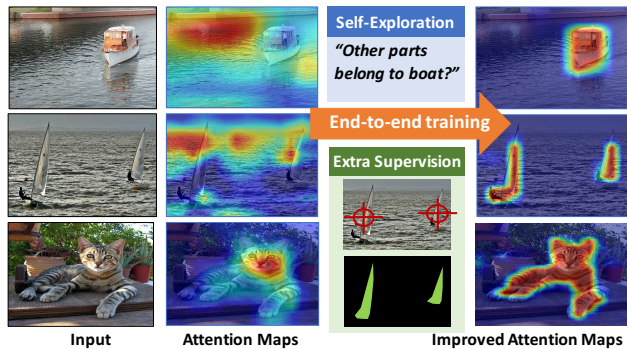 Self-Exploration
“Other parts
belong to boat?”
End-to-end training
Extra Supervision
Input
Attention Maps
Improved Attention Maps